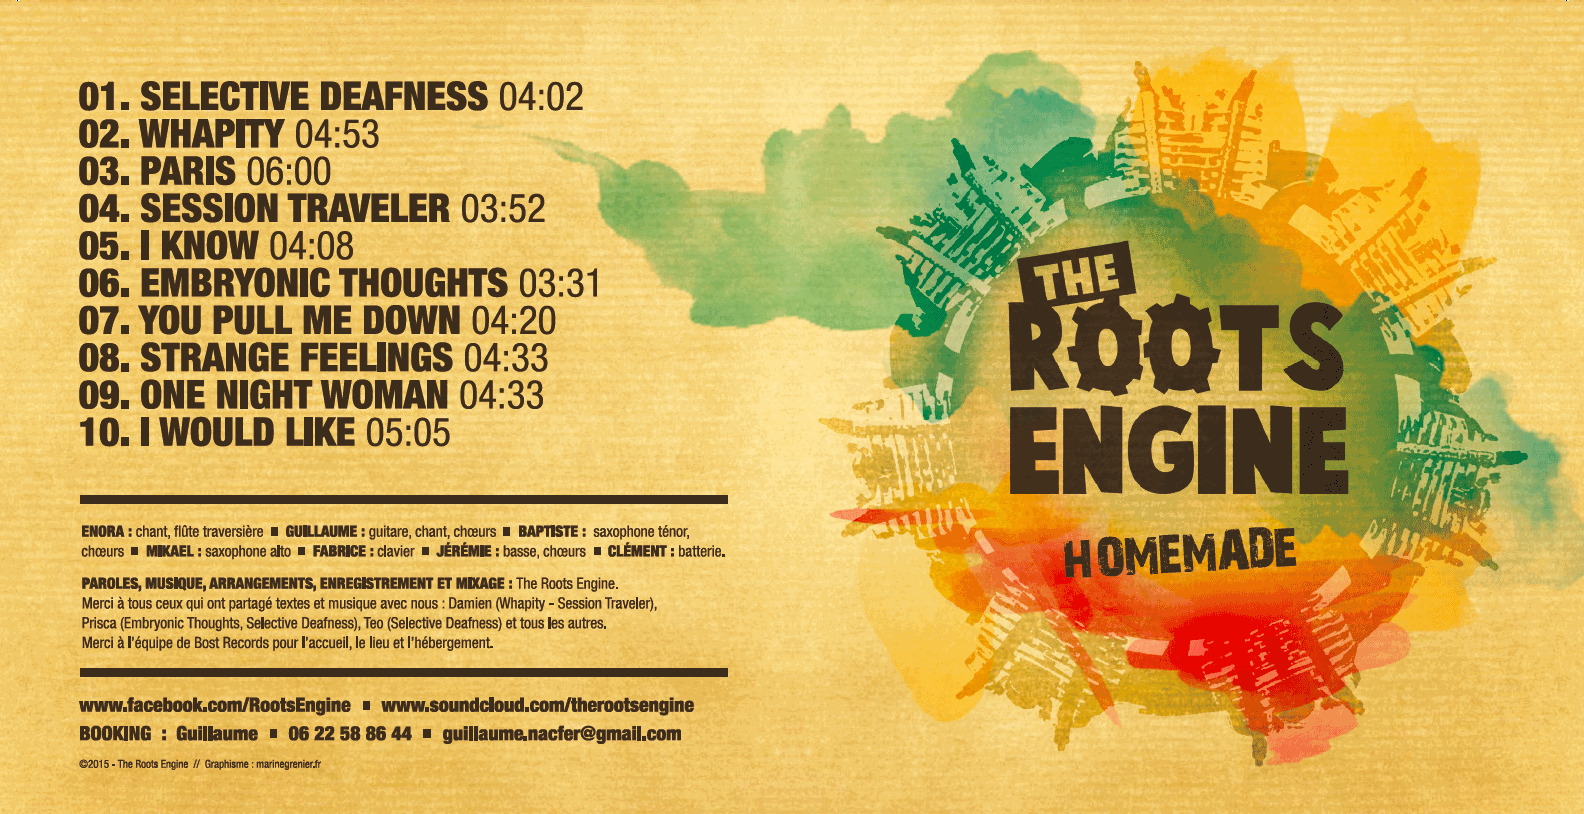 01. SELECTIVE DEAFNESS 04:02
02. WHAPITY 04:53
03. PARIS 06:00
04. SESSION TRAVELER 03:52
05. I KNOW 04:08
06. EMBRYONIC THOUGHTS 03:31
07. YOU PULL ME DOWN 04:20
08. STRANGE FEELINGS 04:33
09. ONE NIGHT WOMAN 04:33
10. I WOULD LIKE 05:05
ENORA : chant, flûte traversière ■ GUILLAUME : guitare, chant, chœurs ■ BAPTISTE : saxophone ténor,
chœurs ■ MIKAEL : saxophone alto ■ FABRICE : clavier ■ JÉRÉMIE : basse, chœurs ■ CLÉMENT : batterie.
PAROLES, MUSIQUE, ARRANGEMENTS, ENREGISTREMENT ET MIXAGE : The Roots Engine.
Merci à tous ceux qui ont partagé textes et musique avec nous : Damien (Whapity - Session Traveler),
Prisca (Embryonic Thoughts, Selective Deafness), Teo (Selective Deafness) et tous les autres.
Merci à l'équipe de Bost Records pour l'accueil, le lieu et l'hébergement.
www.facebook.com/RootsEngine ■ www.soundcloud.com/therootsengine
BOOKING : Guillaume ■ 06 22 58 86 44 ■ guillaume.nacfer@gmail.com
©2015 - The Roots Engine // Graphisme : marinegrenier.fr
THE
ROOTS
ENGINE
HOMEMADE